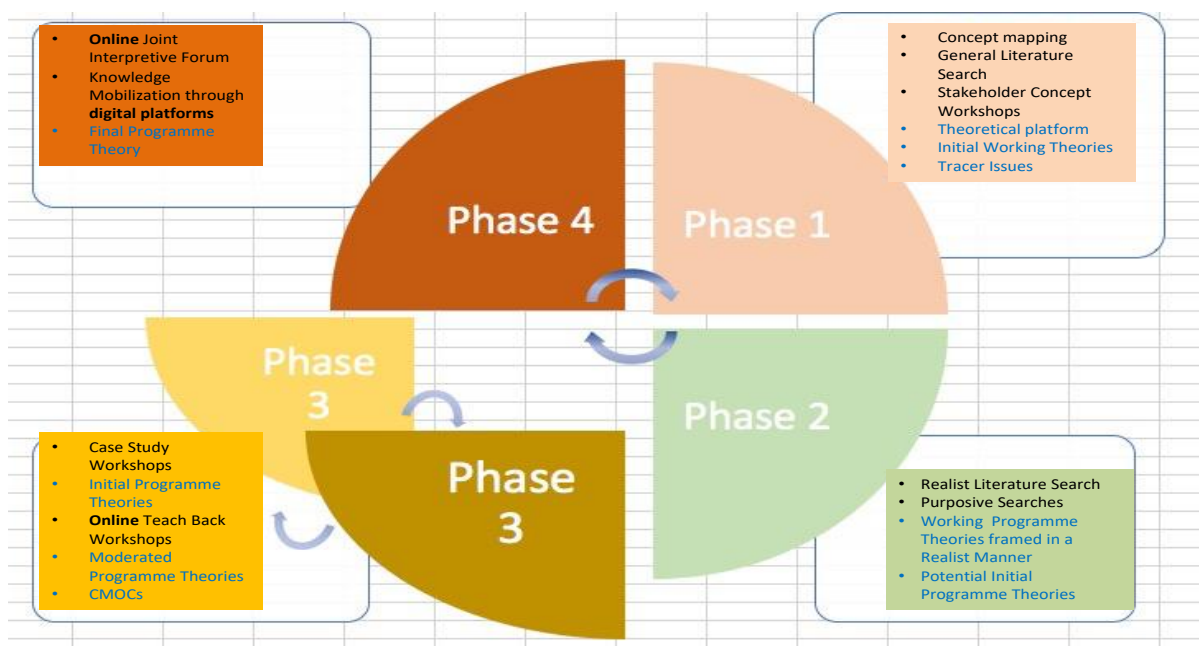 • Online Joint
Interpretive Forum
• Knowledge
Mobilization through
digital platforms
• Final Programme
Theory
• Concept mapping
• General Literature
Search
• Stakeholder Concept
Workshops
• Theoretical platform
• Initial Working Theories
• Tracer Issues
Phase 4
Phase 1
Phase
3
Phase 2
Phase
3
• Case Study
Workshops
• Initial Programme
Theories
• Online Teach Back
Workshops
• Moderated
Programme Theories
• CMOCs
• Realist Literature Search
• Purposive Searches
• Working Programme
Theories framed in a
Realist Manner
• Potential Initial
Programme Theories